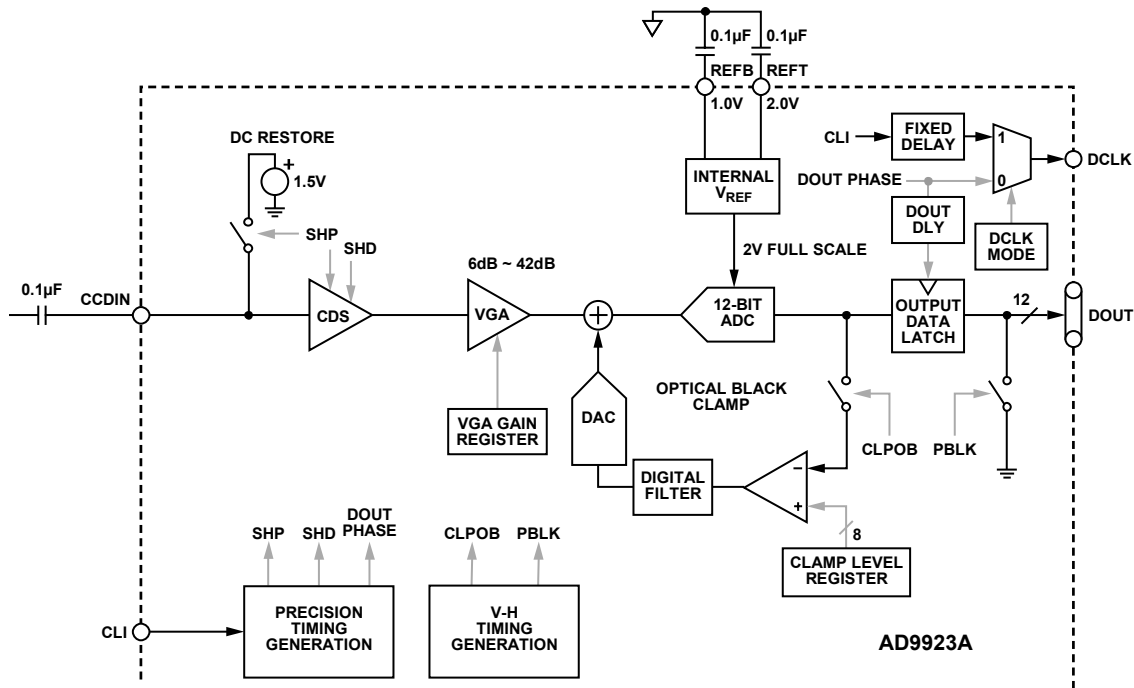 0.1µF 0.1µF
REFB REFT
1.0V 2.0V
DC RESTORE
+
1.5V
SHP
SHD
INTERNAL
VREF
2V FULL SCALE
CLI
FIXED
DELAY
1
0
DCLK
DOUT PHASE
DOUT
DLY
DCLK
MODE
0.1µF
CCDIN
CDS
6dB ~ 42dB
VGA
+
12-BIT
ADC
OUTPUT
DATA
LATCH
12
DOUT
VGA GAIN
REGISTER
DAC
OPTICAL BLACK
CLAMP
CLPOB
PBLK
DIGITAL
FILTER
–
+
8
CLAMP LEVEL
REGISTER
SHP
SHD
DOUT
PHASE
CLPOB
PBLK
CLI
PRECISION
TIMING
GENERATION
V-H
TIMING
GENERATION
AD9923A